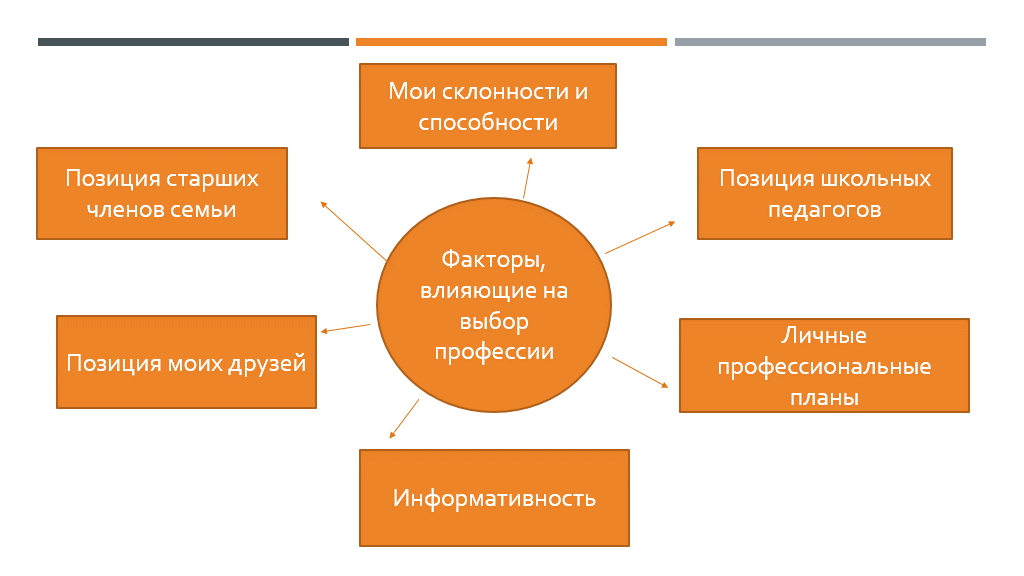 Мои склонности и
способности
Позиция старших
членов семьи
Позиция школьных
педагогов
Факторы,
влияющие на
выбор
профессии
Позиция моих друзей
Личные
профессиональные
планы
Информативность